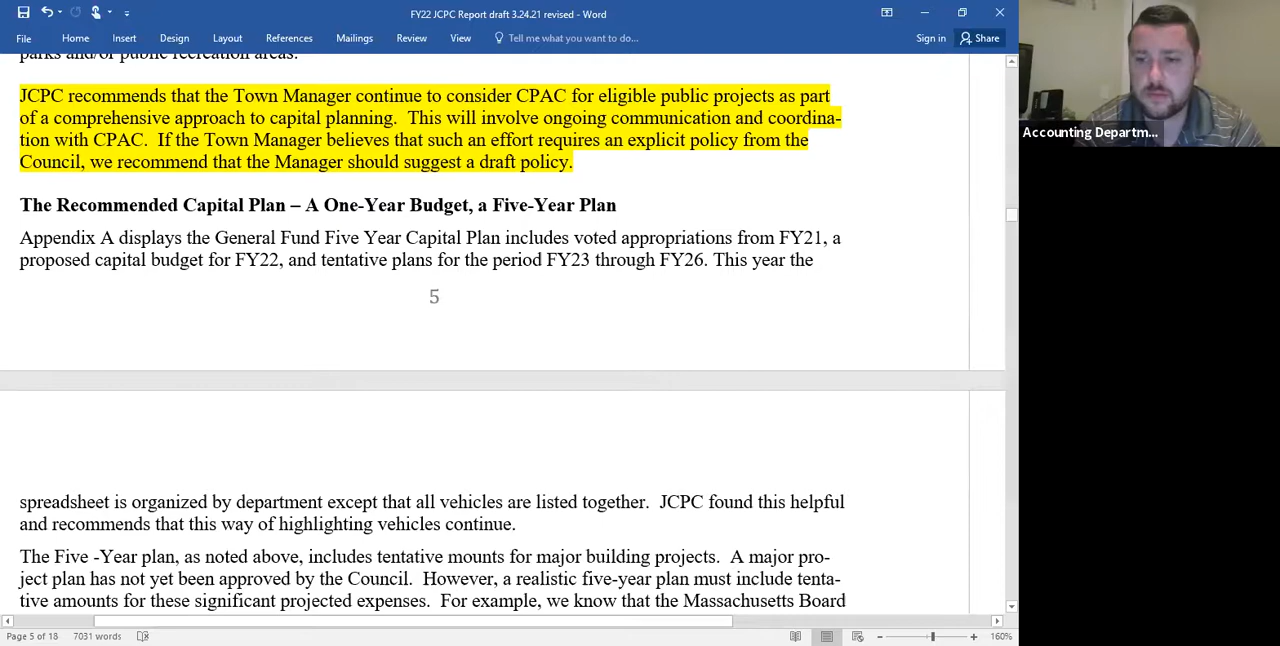 FY22 JCPC Report draft 3.24.21 revised - Word
File Home Insert Design Layout References Mailings Review View Tell me what you want to do... Sign in Share
parks and/or public recreation areas.
JCPC recommends that the Town Manager continue to consider CPAC for eligible public projects as part
of a comprehensive approach to capital planning.  This will involve ongoing communication and coordina-
tion with CPAC.  If the Town Manager believes that such an effort requires an explicit policy from the
Council, we recommend that the Manager should suggest a draft policy.
The Recommended Capital Plan – A One-Year Budget, a Five-Year Plan
Appendix A displays the General Fund Five Year Capital Plan includes voted appropriations from FY21, a
proposed capital budget for FY22, and tentative plans for the period FY23 through FY26. This year the
5
spreadsheet is organized by department except that all vehicles are listed together.  JCPC found this helpful
and recommends that this way of highlighting vehicles continue.
The Five -Year plan, as noted above, includes tentative mounts for major building projects.  A major pro-
ject plan has not yet been approved by the Council.  However, a realistic five-year plan must include tenta-
tive amounts for these significant projected expenses.  For example, we know that the Massachusetts Board
Page 5 of 18 7031 words 160%
Accounting Departm...